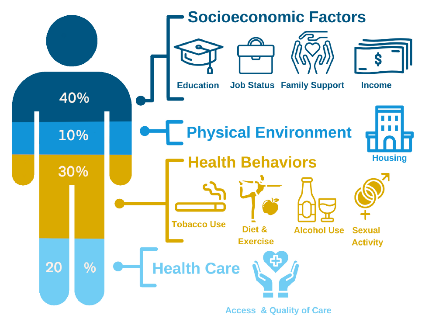 Socioeconomic Factors
Education Job Status Family Support Income
40%
10%
Physical Environment
Housing
30%
Health Behaviors
Tobacco Use
Diet &
Exercise
Alcohol Use
Sexual
Activity
20 %
Health Care
Access & Quality of Care